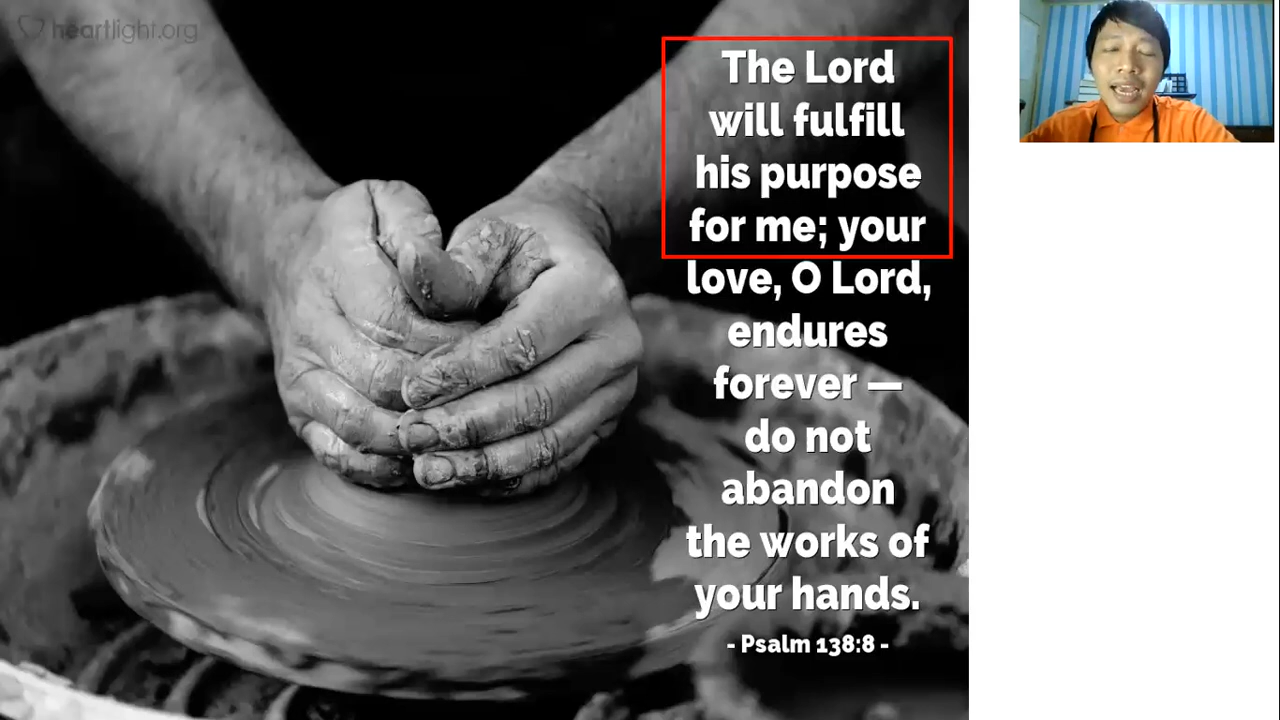 heartlight.org
The Lord
will fulfill
his purpose
for me; your
love, O Lord,
endures
forever —
do not
abandon
the works of
your hands.
- Psalm 138:8 -